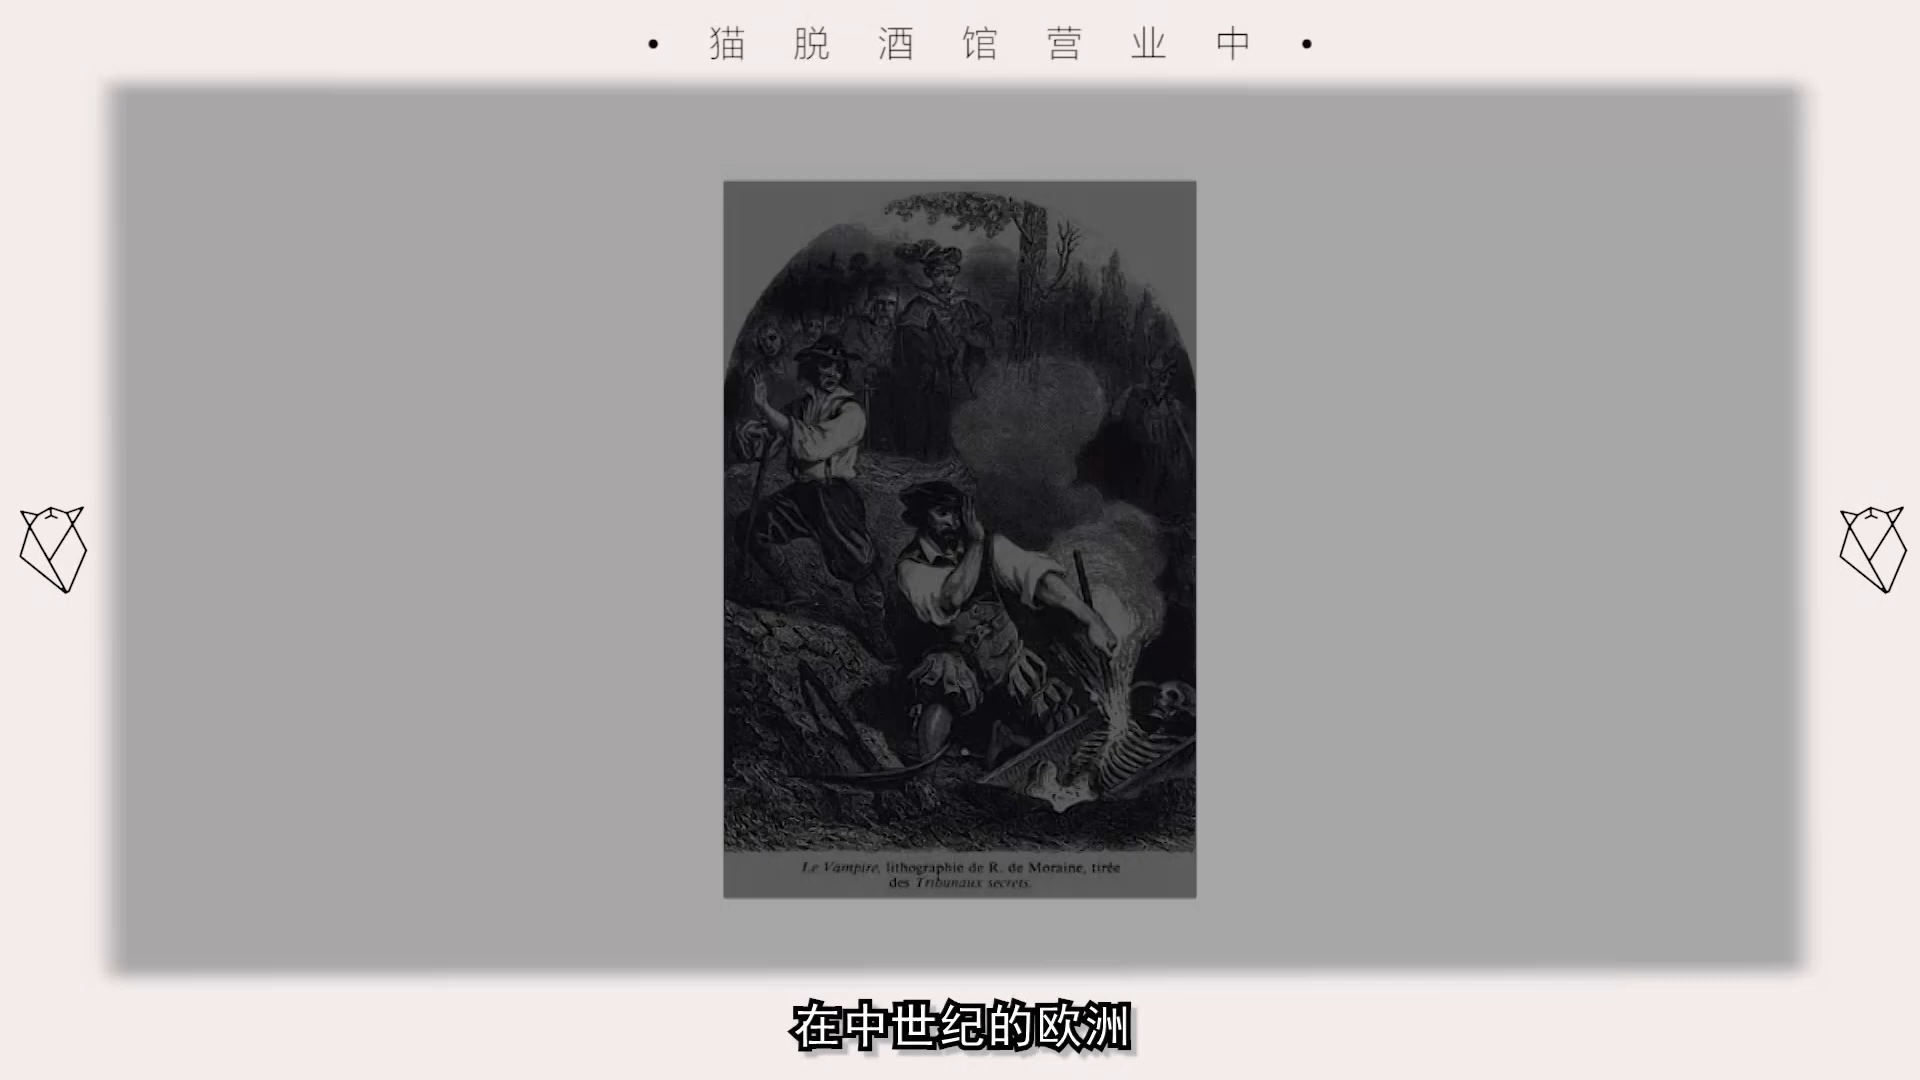 • 猫脱酒馆营业中 •
Le Vampire, lithographie de R. de Moraine, tirée
des Tribunaux secrets.
在中世纪的欧洲